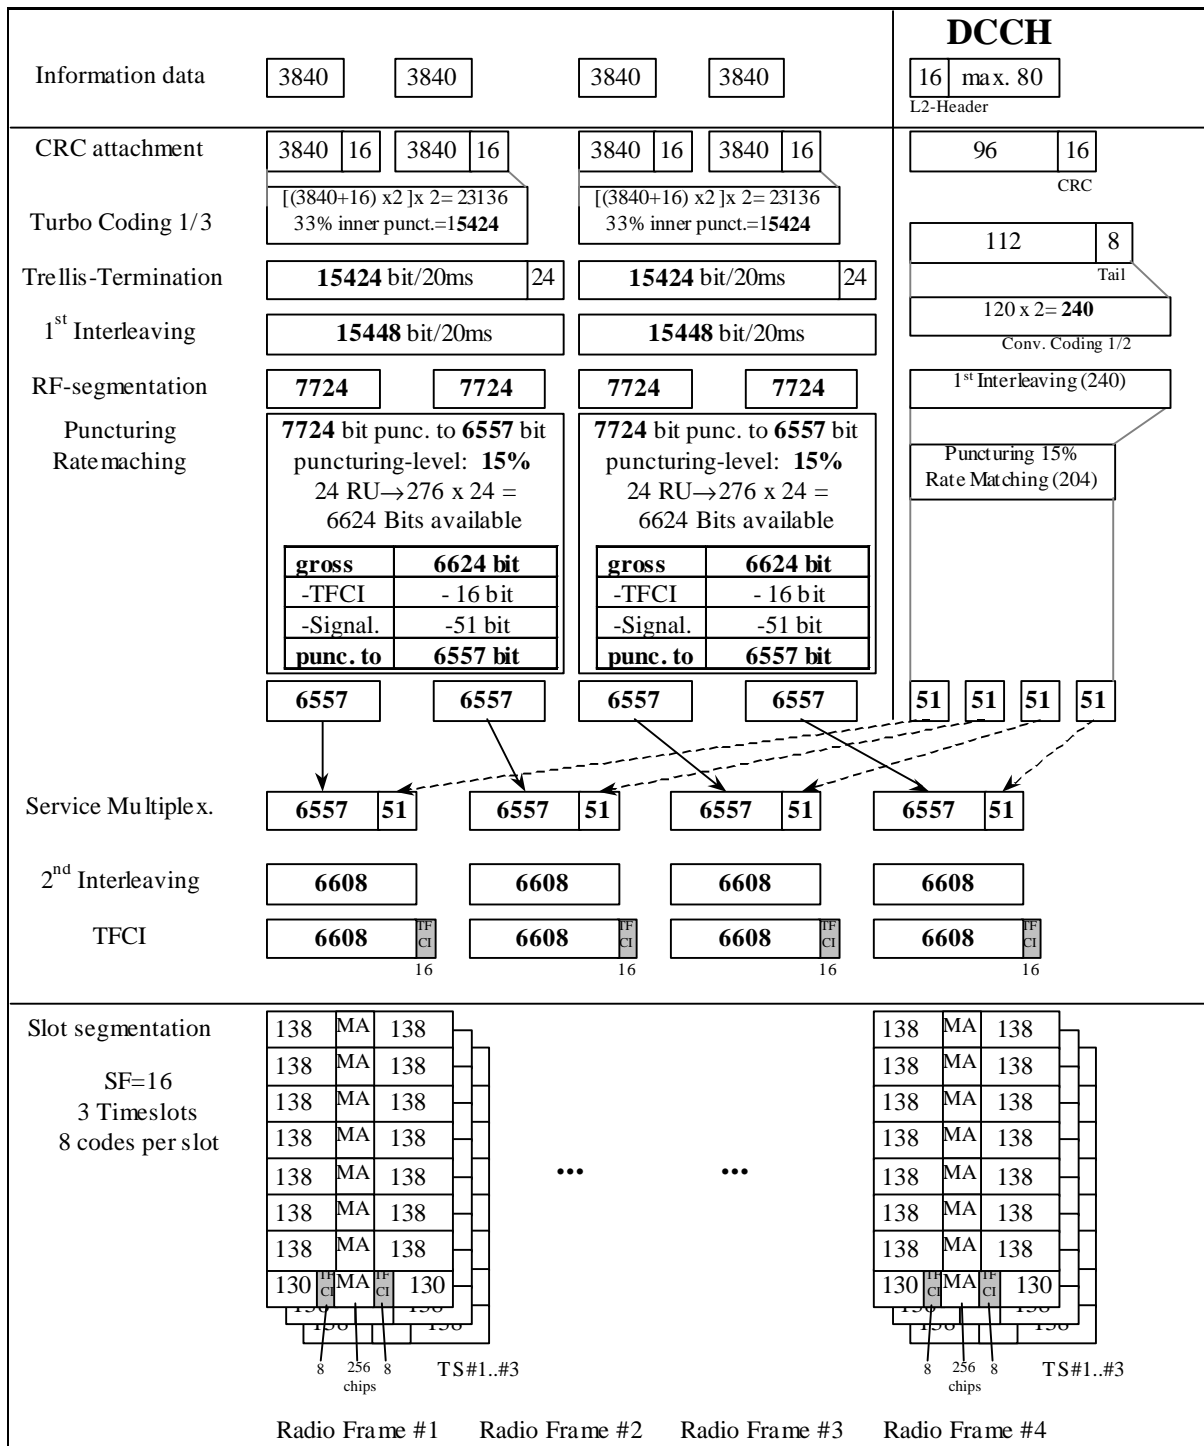 DCCH
Information data 3840 3840 3840 3840 16 max. 80
L2-Header
CRC attachment 3840 16 3840 16 3840 16 3840 16 96 16
CRC
[(3840+16) x2 ]x 2= 23136 [(3840+16) x2 ]x 2= 23136
Turbo Coding 1/3 33% inner punct.=15424 33% inner punct.=15424
112 8
Tail
Trellis-Termination 15424 bit/20ms 24 15424 bit/20ms 24
120 x 2= 240
1st Interleaving 15448 bit/20ms 15448 bit/20ms
Conv. Coding 1/2
RF-segmentation 7724 7724 7724 7724 1st Interleaving (240)
Puncturing 7724 bit punc. to 6557 bit 7724 bit punc. to 6557 bit
Ratemaching puncturing-level: 15% puncturing-level: 15% Puncturing 15%
24 RU→276 x 24 = 24 RU→276 x 24 = Rate Matching (204)
6624 Bits available 6624 Bits available
gross 6624 bit gross 6624 bit
-TFCI - 16 bit -TFCI - 16 bit
-Signal. -51 bit -Signal. -51 bit
punc. to 6557 bit punc. to 6557 bit
6557 6557 6557 6557 51 51 51 51
Service Multiplex. 6557 51 6557 51 6557 51 6557 51
2nd Interleaving 6608 6608 6608 6608
TFCI 6608 TF CI 6608 TF CI 6608 TF CI 6608 TF CI
16 16 16 16
Slot segmentation 138 MA 138 138 MA 138
138 MA 138 138 MA 138
SF=16
3 Timeslots 138 MA 138 138 MA 138
8 codes per slot 138 MA 138 138 MA 138
138 MA 138 ... ... 138 MA 138
138 MA 138 138 MA 138
138 MA 138 138 MA 138
130 TF CI MA TF CI 130 130 TF CI MA TF CI 130
8 256 8 TS#1..#3 8 256 8 TS#1..#3
chips chips
Radio Frame #1 Radio Frame #2 Radio Frame #3 Radio Frame #4